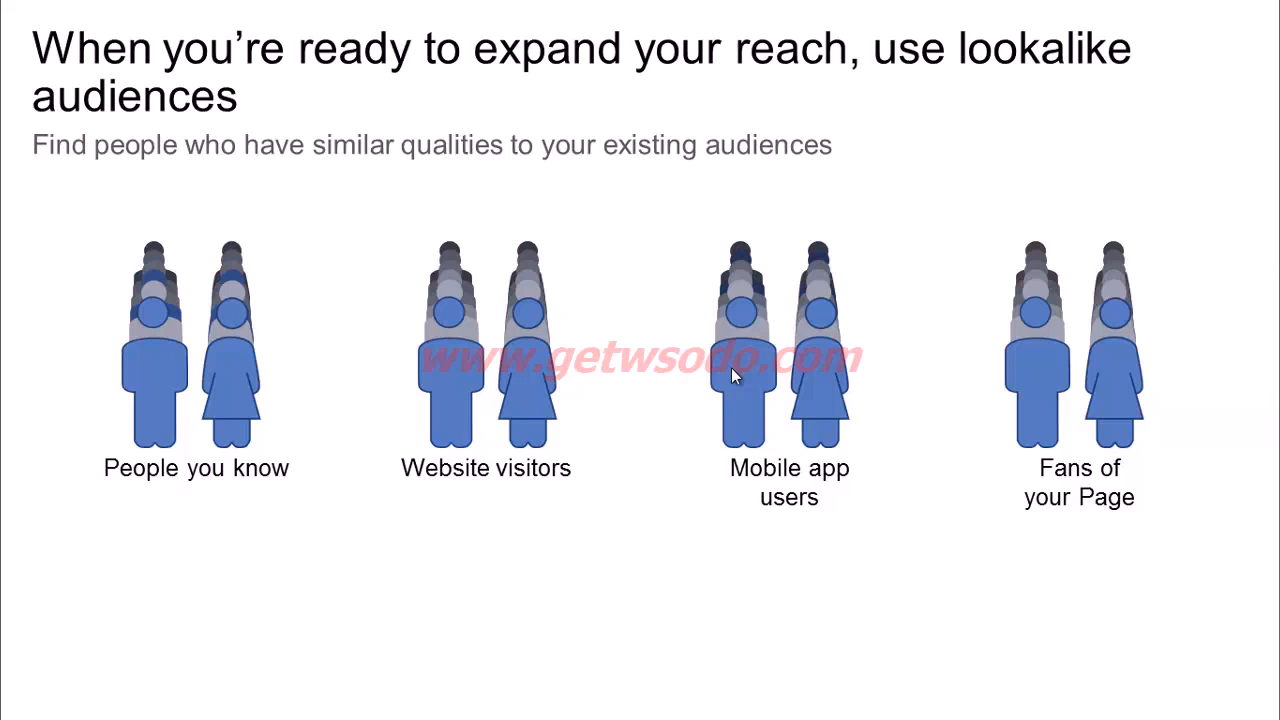 When you’re ready to expand your reach, use lookalike
audiences
Find people who have similar qualities to your existing audiences
www.getwsodo.com
People you know
Website visitors
Mobile app
users
Fans of
your Page